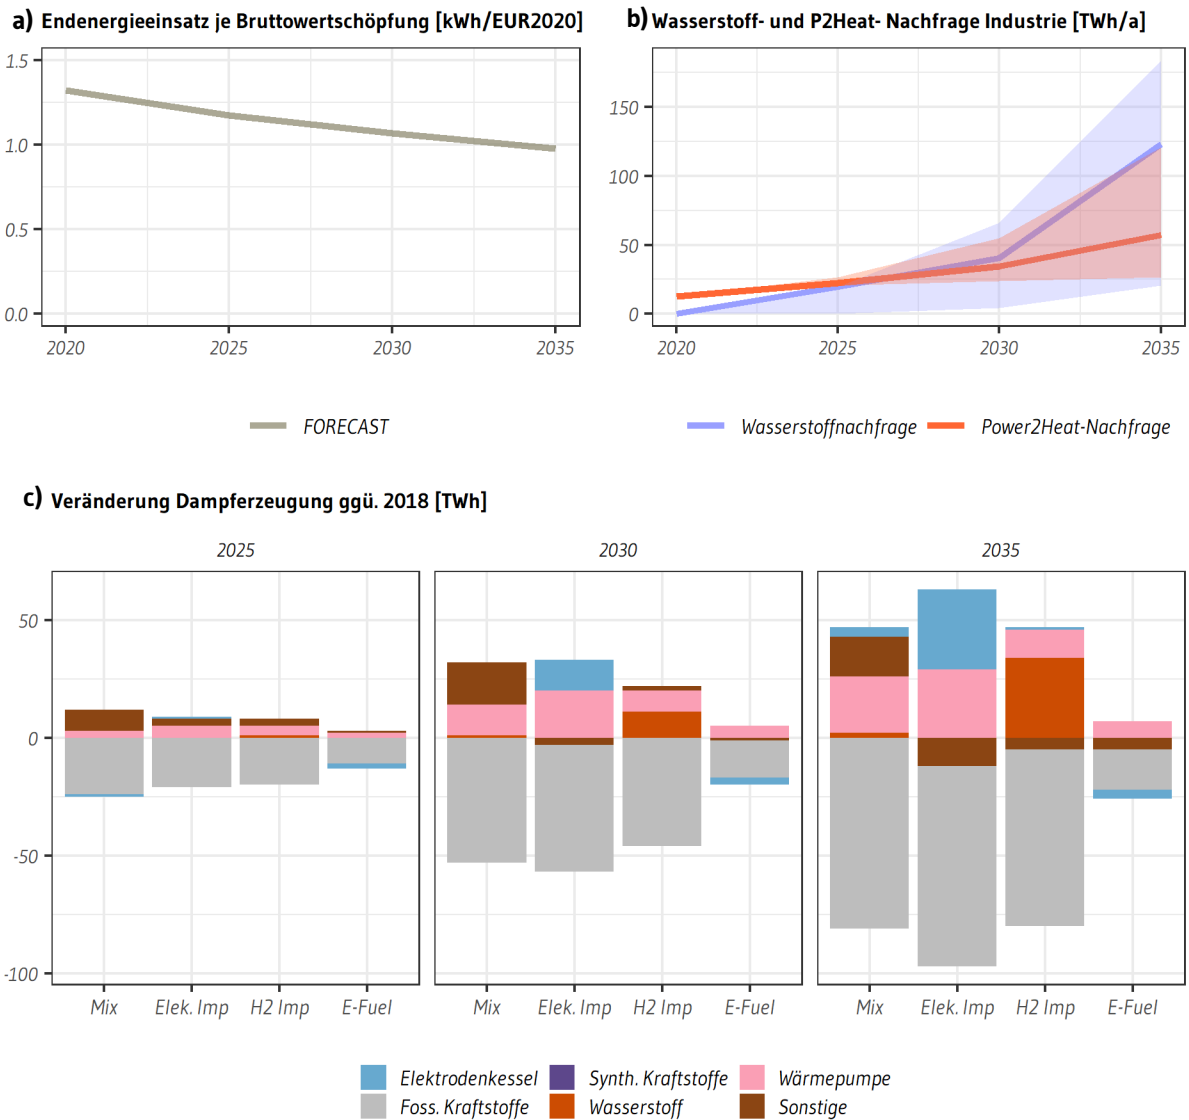 a) Endenergieeinsatz je Bruttowertschöpfung [kWh/EUR2020]
1.5
1.0
0.5
0.0
2020 2025 2030 2035
FORECAST
b) Wasserstoff- und P2Heat- Nachfrage Industrie [TWh/a]
150
100
50
0
2020 2025 2030 2035
Wasserstoffnachfrage Power2Heat-Nachfrage
c) Veränderung Dampferzeugung ggü. 2018 [TWh]
2025 2030 2035
50
0
-50
-100
Mix Elek. Imp H2 Imp E-Fuel Mix Elek. Imp H2 Imp E-Fuel Mix Elek. Imp H2 Imp E-Fuel
Elektrodenkessel Synth. Kraftstoffe Wärmepumpe
Foss. Kraftstoffe Wasserstoff Sonstige